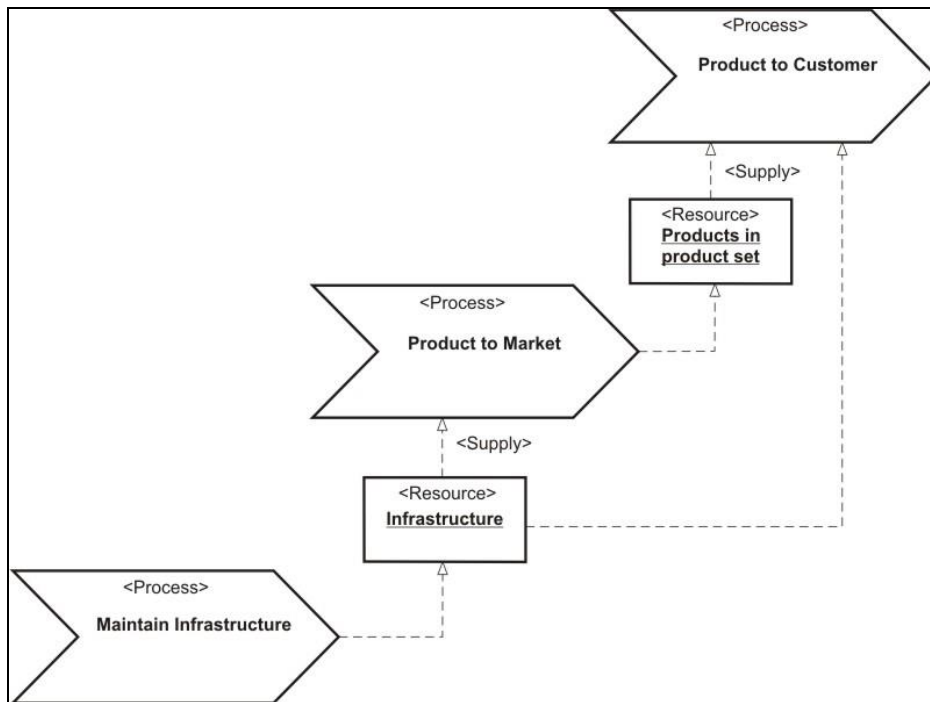 <Process>
Product to Customer
<Supply>
<Resource>
Products in
product set
<Process>
Product to Market
<Supply>
<Resource>
Infrastructure
<Process>
Maintain Infrastructure